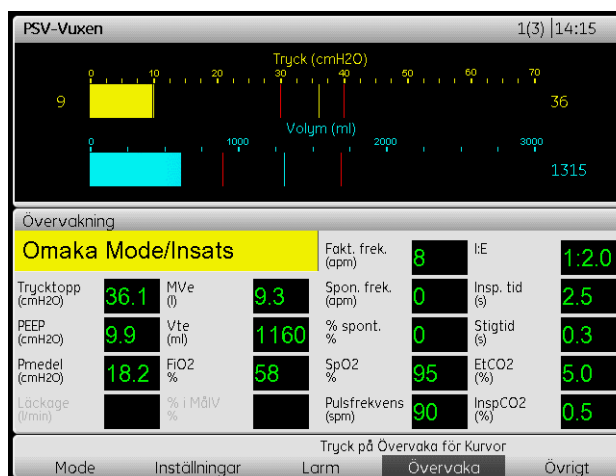 PSV-Vuxen 1(3) 14:15
Tryck (cmH2O)
0 10 20 30 40 50 60 70
9 36
Volym (ml)
0 1000 2000 3000
1315
Övervakning
Omaka Mode/Insats
Fakt. frek. (apm) 8 I:E 1:2.0
Trycktopp (cmH2O) 36.1 MVe (l) 9.3 Spon. frek. (apm) 0 Insp. tid (s) 2.5
PEEP (cmH2O) 9.9 Vte (ml) 1160 % spont. % 0 Stigtid (s) 0.3
Pmedel (cmH2O) 18.2 FiO2 % 58 SpO2 % 95 EtCO2 (%) 5.0
Läckage (l/min) % i MålV % Pulsfrekvens (spm) 90 InspCO2 (%) 0.5
Tryck på Övervaka för Kurvor
Mode Inställningar Larm Övervaka Övrigt